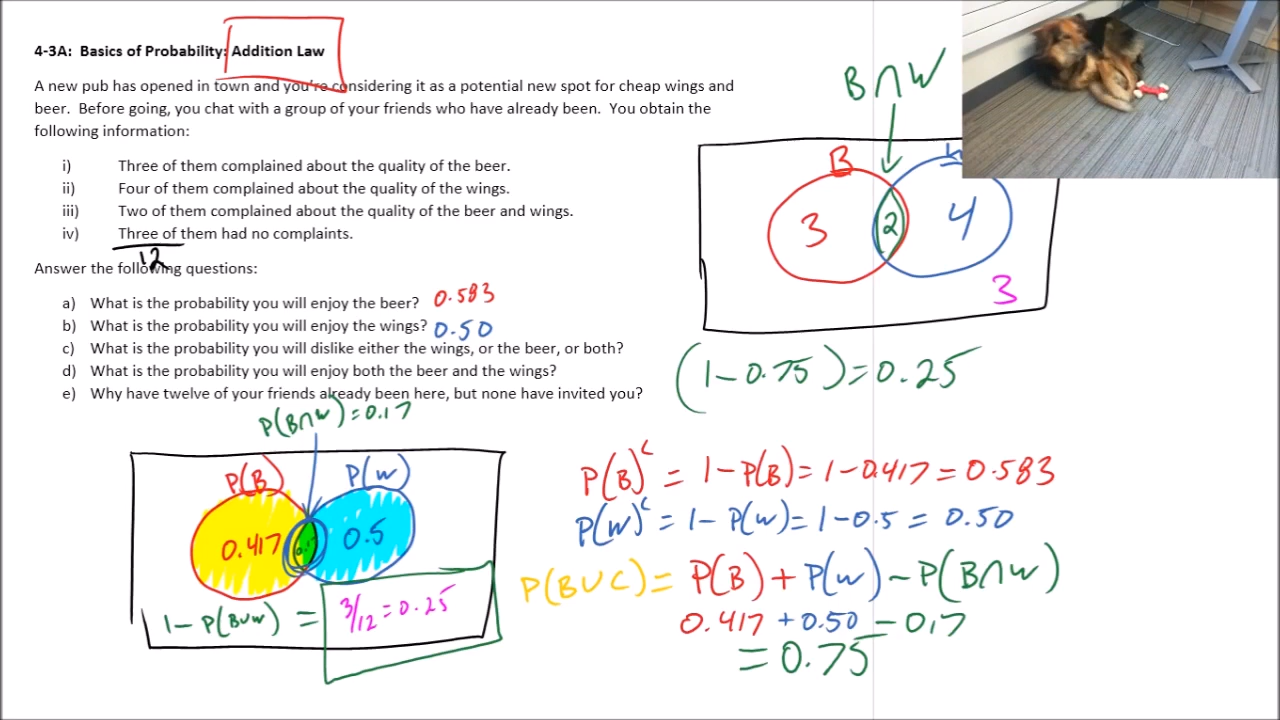 4-3A: Basics of Probability: Addition Law
A new pub has opened in town and you're considering it as a potential new spot for cheap wings and
beer. Before going, you chat with a group of your friends who have already been. You obtain the
following information:
i) Three of them complained about the quality of the beer.
ii) Four of them complained about the quality of the wings.
iii) Two of them complained about the quality of the beer and wings.
iv) Three of them had no complaints.
12
Answer the following questions:
a) What is the probability you will enjoy the beer? 0.583
b) What is the probability you will enjoy the wings? 0.50
c) What is the probability you will dislike either the wings, or the beer, or both?
d) What is the probability you will enjoy both the beer and the wings?
e) Why have twelve of your friends already been here, but none have invited you?
B∩W
B
3 2 4
3
(1-0.75)=0.25
P(B∩W)=0.17
P(B) P(W)
0.417 0.17 0.5
1-P(BUW) = 3/12=0.25
P(B)ᶜ = 1-P(B)=1-0.417=0.583
P(W)ᶜ = 1-P(W)=1-0.5=0.50
P(BUC)=P(B)+P(W)-P(B∩W)
0.417+0.50-0.17
=0.75